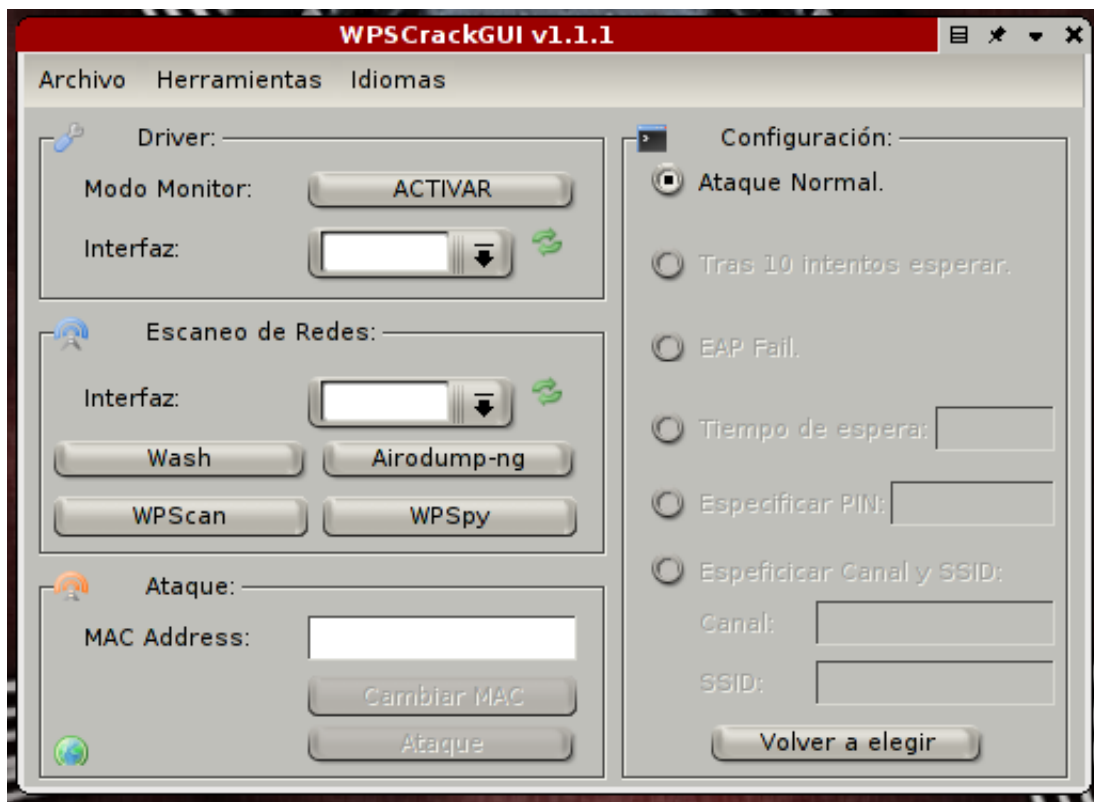 WPSCrackGUI v1.1.1
Archivo Herramientas Idiomas
Driver:
Modo Monitor: ACTIVAR
Interfaz:
Escaneo de Redes:
Interfaz:
Wash Airodump-ng
WPScan WPSpy
Ataque:
MAC Address:
Cambiar MAC
Ataque
Configuración:
Ataque Normal.
Tras 10 intentos esperar.
EAP Fail.
Tiempo de espera:
Especificar PIN:
Espeficicar Canal y SSID:
Canal:
SSID:
Volver a elegir